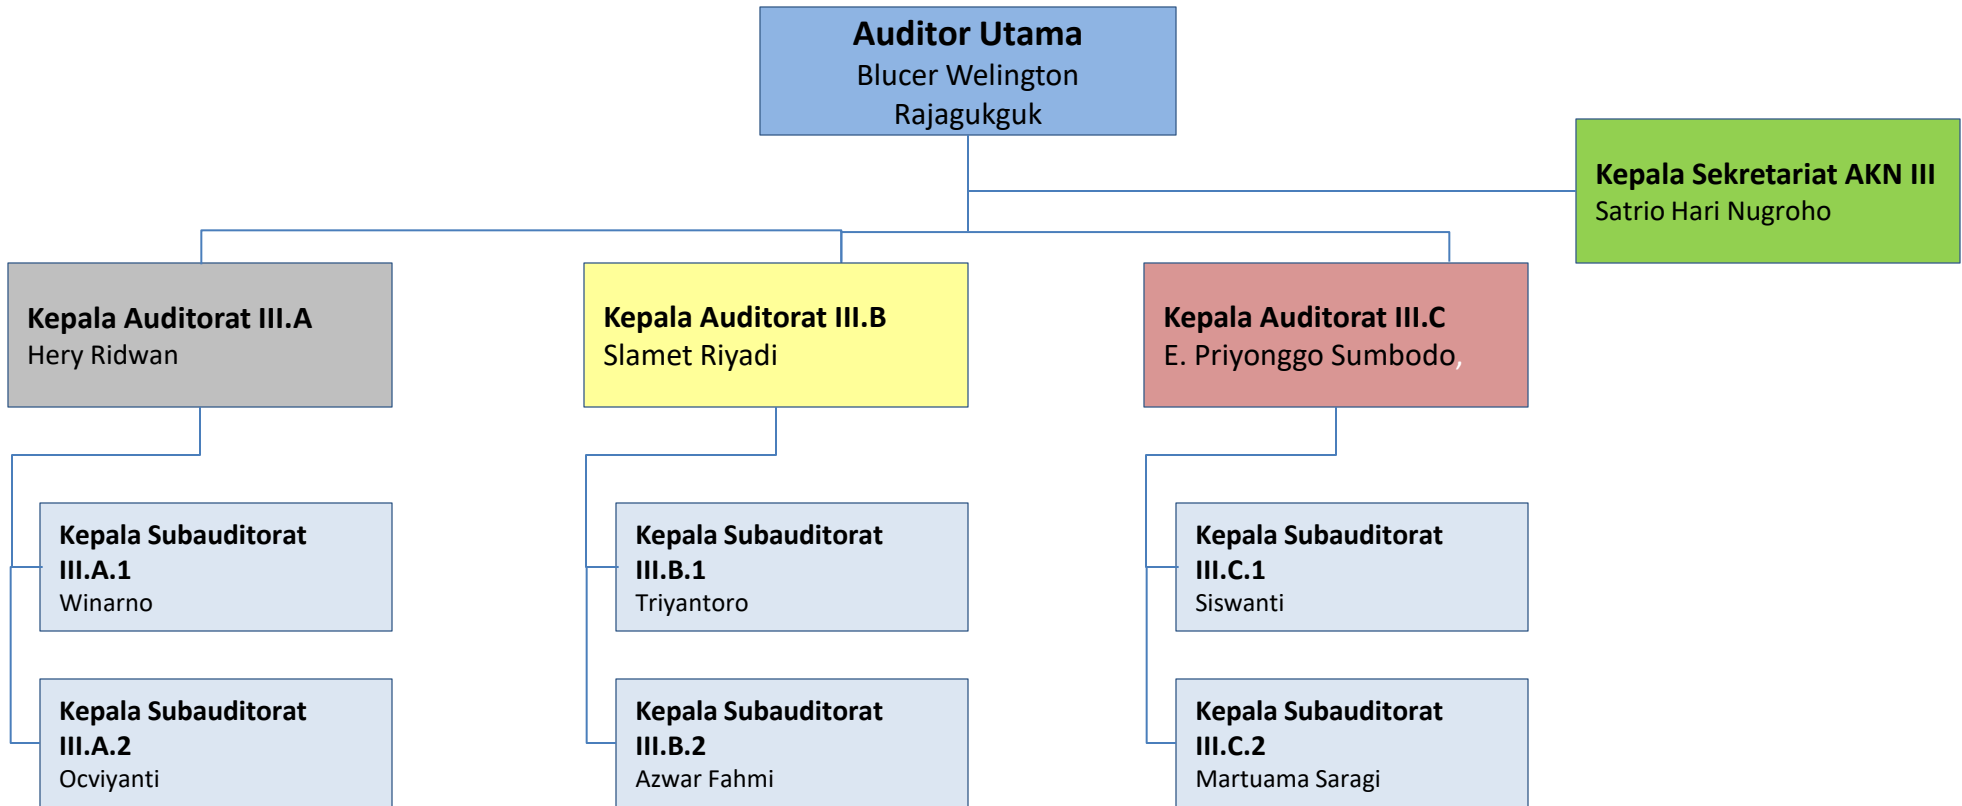 Auditor Utama
Blucer Welington
Rajagukguk
Kepala Sekretariat AKN III
Satrio Hari Nugroho
Kepala Auditorat III.A
Hery Ridwan
Kepala Auditorat III.B
Slamet Riyadi
Kepala Auditorat III.C
E. Priyonggo Sumbodo,
Kepala Subauditorat
III.A.1
Winarno
Kepala Subauditorat
III.B.1
Triyantoro
Kepala Subauditorat
III.C.1
Siswanti
Kepala Subauditorat
III.A.2
Ocviyanti
Kepala Subauditorat
III.B.2
Azwar Fahmi
Kepala Subauditorat
III.C.2
Martuama Saragi